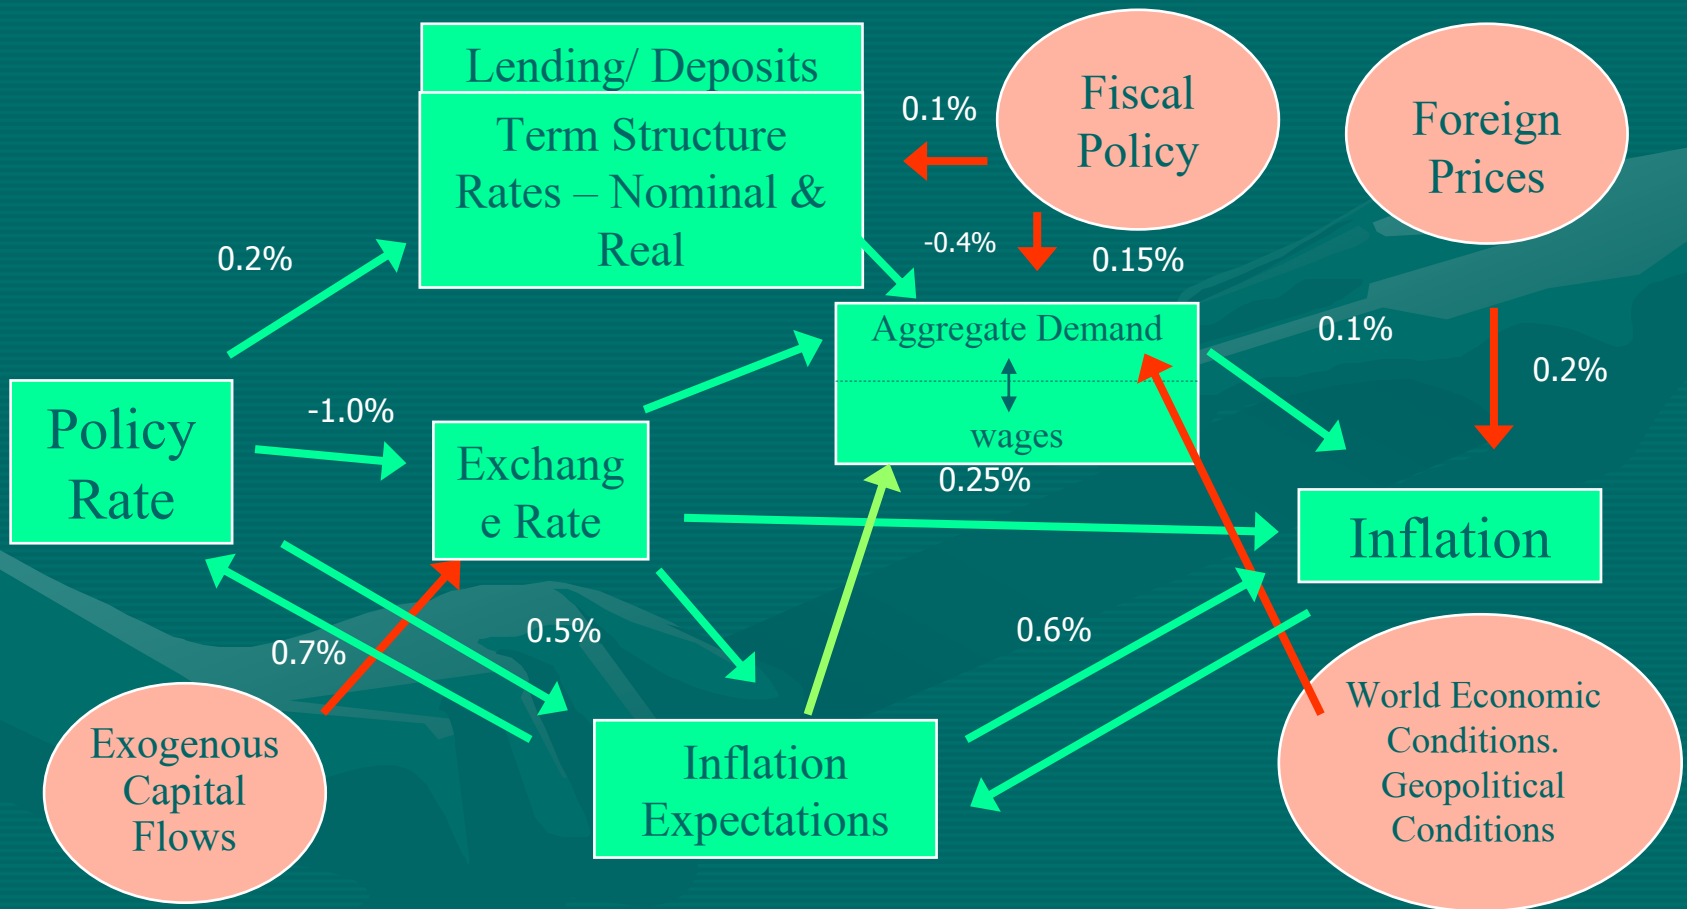 Lending/ Deposits
Term Structure
Rates – Nominal &
Real
Fiscal
Policy
Foreign
Prices
0.1%
0.2%
-0.4%
0.15%
Aggregate Demand
wages
0.1%
0.2%
Policy
Rate
-1.0%
Exchang
e Rate
0.25%
Inflation
0.7%
0.5%
0.6%
Exogenous
Capital
Flows
Inflation
Expectations
World Economic
Conditions.
Geopolitical
Conditions